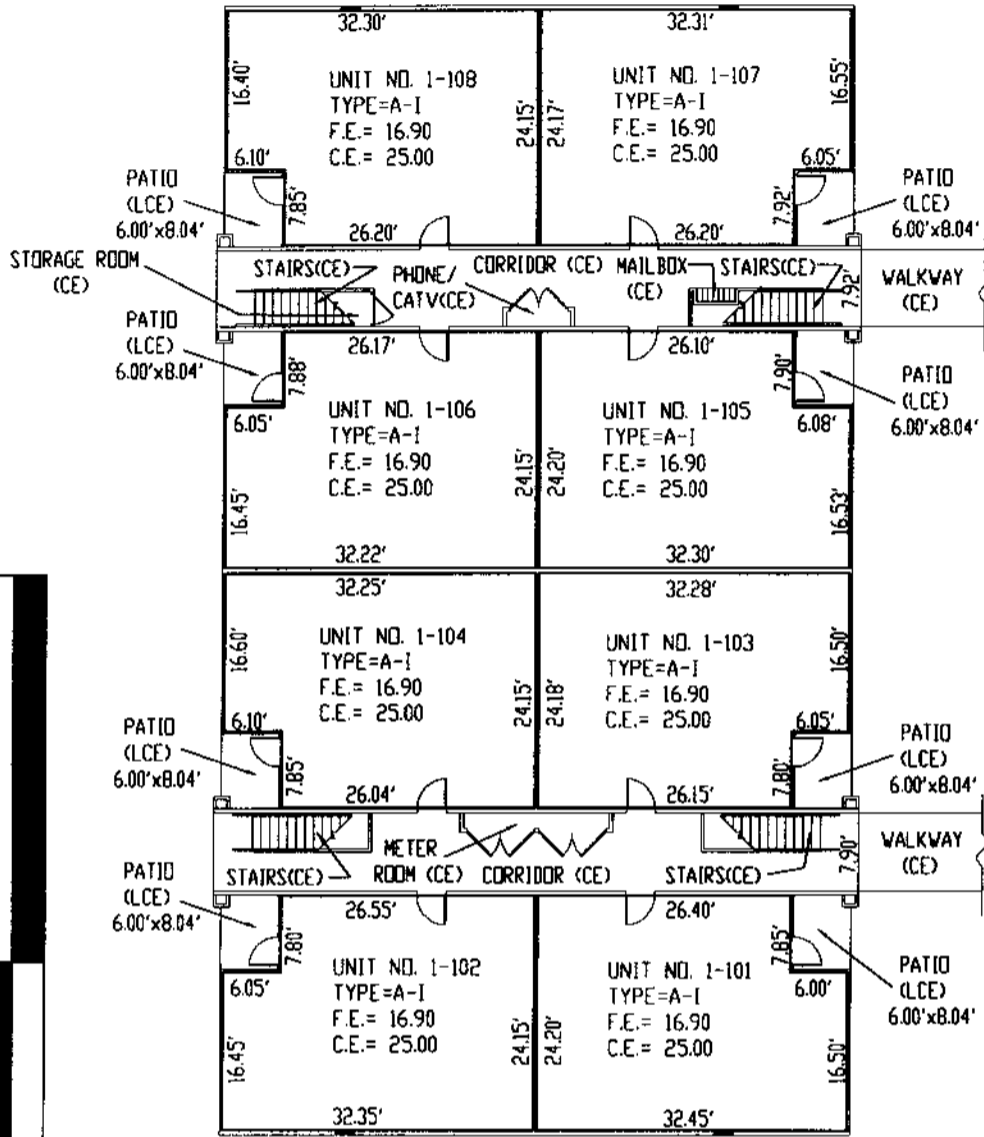 32.30'
32.31'
16.40'
UNIT NO. 1-108
TYPE=A-I
F.E.= 16.90
C.E.= 25.00
24.15'
24.17'
UNIT NO. 1-107
TYPE=A-I
F.E.= 16.90
C.E.= 25.00
16.55'
6.10'
6.05'
PATIO
(LCE)
6.00'x8.04'
7.85'
26.20'
26.20'
7.92'
PATIO
(LCE)
6.00'x8.04'
STORAGE ROOM
(CE)
STAIRS(CE)
PHONE/
CATV(CE)
CORRIDOR (CE)
MAILBOX
(CE)
STAIRS(CE)
7.92'
WALKWAY
(CE)
PATIO
(LCE)
6.00'x8.04'
7.88'
26.17'
26.10'
7.90'
PATIO
(LCE)
6.00'x8.04'
6.05'
6.08'
UNIT NO. 1-106
TYPE=A-I
F.E.= 16.90
C.E.= 25.00
24.15'
24.20'
UNIT NO. 1-105
TYPE=A-I
F.E.= 16.90
C.E.= 25.00
16.45'
16.53'
32.22'
32.30'
32.25'
32.28'
16.60'
UNIT NO. 1-104
TYPE=A-I
F.E.= 16.90
C.E.= 25.00
24.15'
24.18'
UNIT NO. 1-103
TYPE=A-I
F.E.= 16.90
C.E.= 25.00
16.50'
6.10'
6.05'
PATIO
(LCE)
6.00'x8.04'
7.85'
26.04'
26.15'
7.80'
PATIO
(LCE)
6.00'x8.04'
STAIRS(CE)
METER
ROOM (CE)
CORRIDOR (CE)
STAIRS(CE)
7.90'
WALKWAY
(CE)
PATIO
(LCE)
6.00'x8.04'
7.80'
26.55'
26.40'
7.85'
PATIO
(LCE)
6.00'x8.04'
6.05'
6.00'
UNIT NO. 1-102
TYPE=A-I
F.E.= 16.90
C.E.= 25.00
24.15'
24.20'
UNIT NO. 1-101
TYPE=A-I
F.E.= 16.90
C.E.= 25.00
16.45'
16.50'
32.35'
32.45'